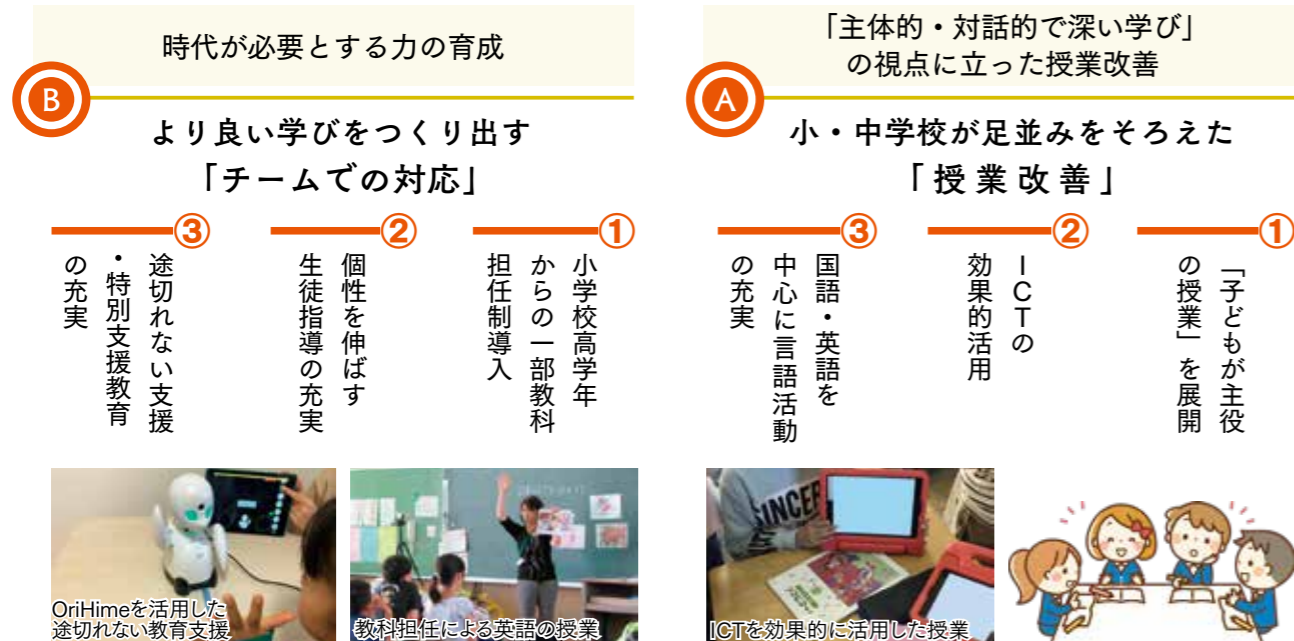 「主体的・対話的で深い学び」
の視点に立った授業改善
A
小・中学校が足並みをそろえた
「授業改善」
①
「子どもが主役
の授業」を展開
②
ICTの
効果的活用
③
国語・英語を
中心に言語活動
の充実
SINCER
ICTを効果的に活用した授業
時代が必要とする力の育成
B
より良い学びをつくり出す
「チームでの対応」
①
小学校高学年
からの一部教科
担任制導入
②
個性を伸ばす
生徒指導の充実
③
途切れない支援
・特別支援教育
の充実
教科担任による英語の授業
OriHimeを活用した
途切れない教育支援